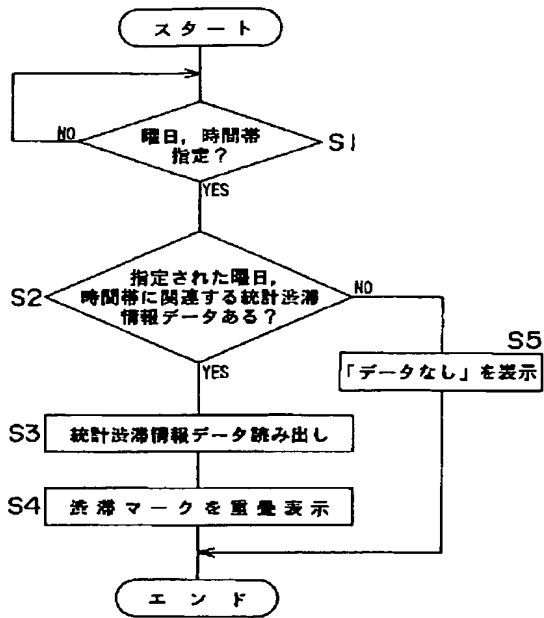 スタート
NO
曜日,時間帯
指定?
S1
YES
指定された曜日,
時間帯に関連する統計渋滞
情報データある?
S2
NO
S5
「データなし」を表示
YES
S3
統計渋滞情報データ読み出し
S4
渋滞マークを重畳表示
エンド